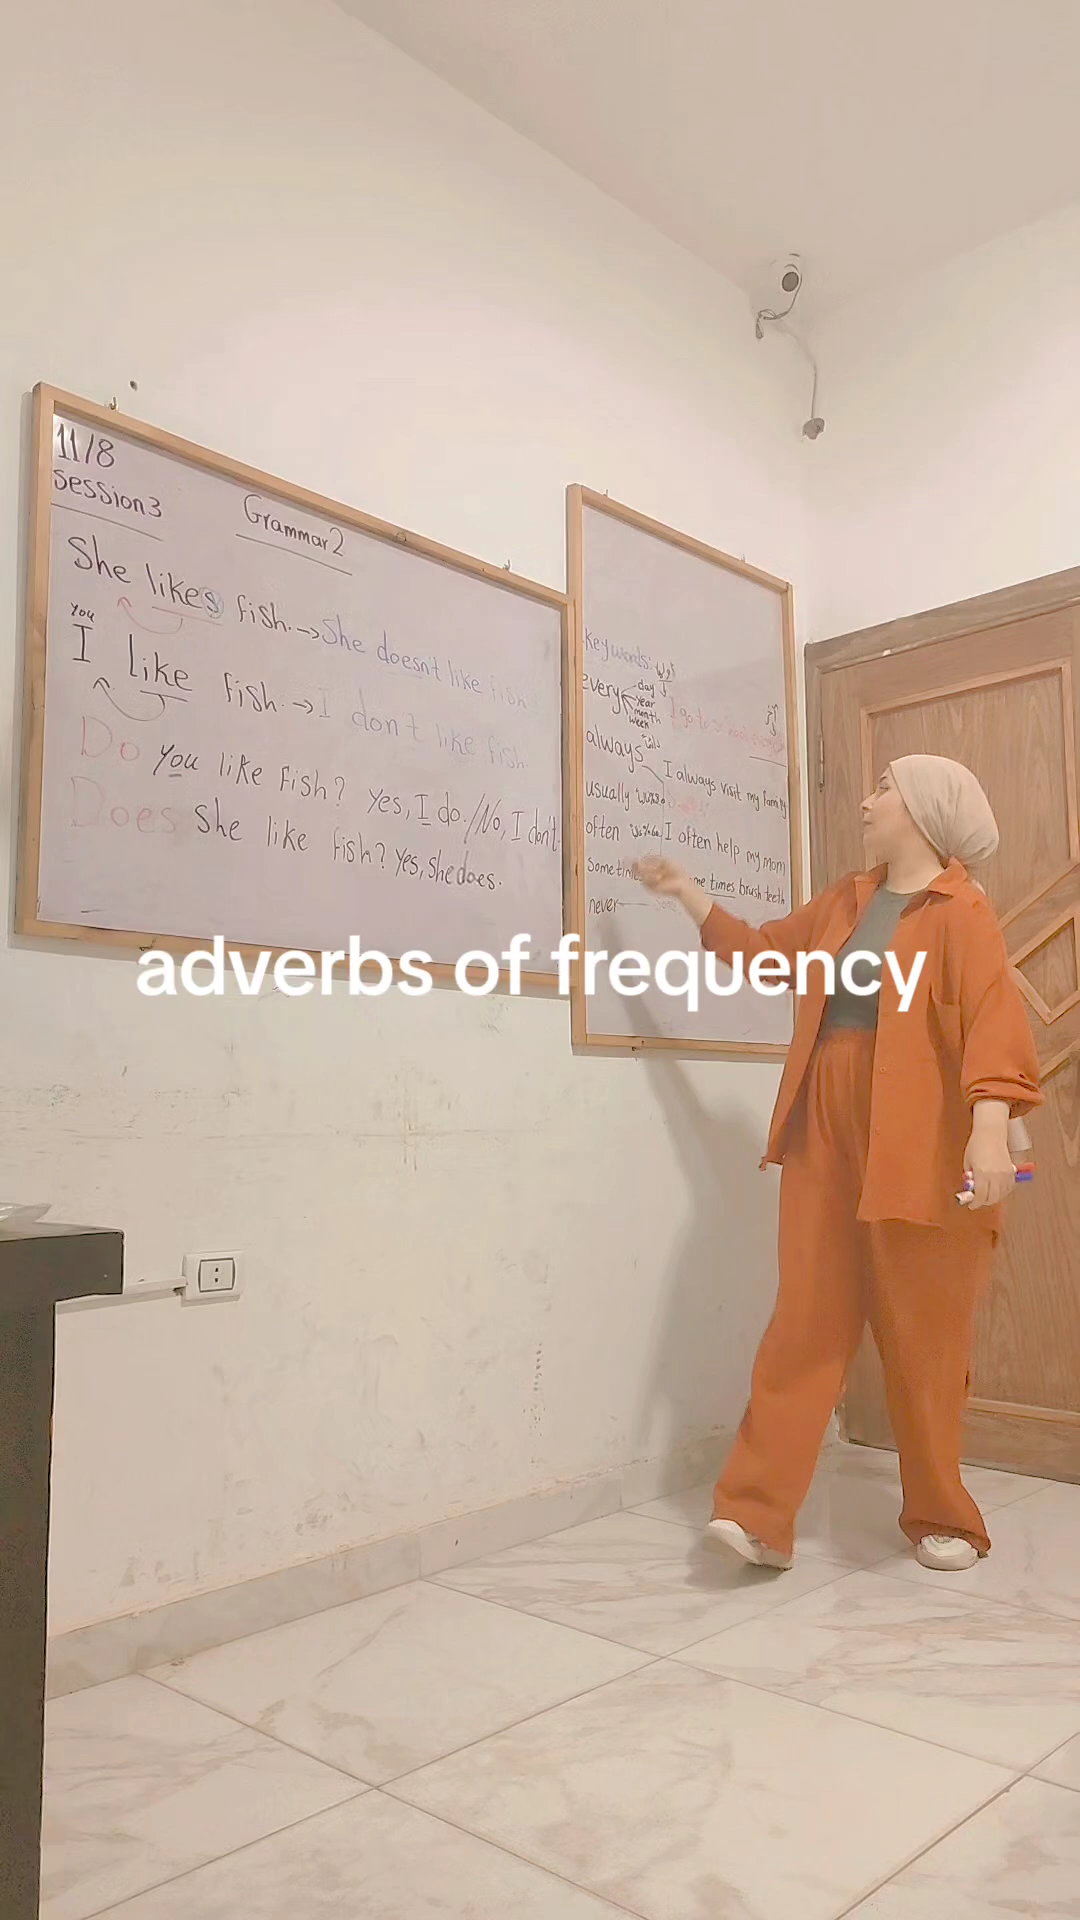 11/8
Session3
Grammar2
She likes fish. → She doesn't like fish
You
I like fish. → I don't like fish
Do you like fish? Yes, I do. / No, I don't.
Does she like fish? Yes, she does.
Keywords:
every day
year
month
week
I go to
always
I always visit my family
usually
often I often help my mom
times brush teeth
never
adverbs of frequency